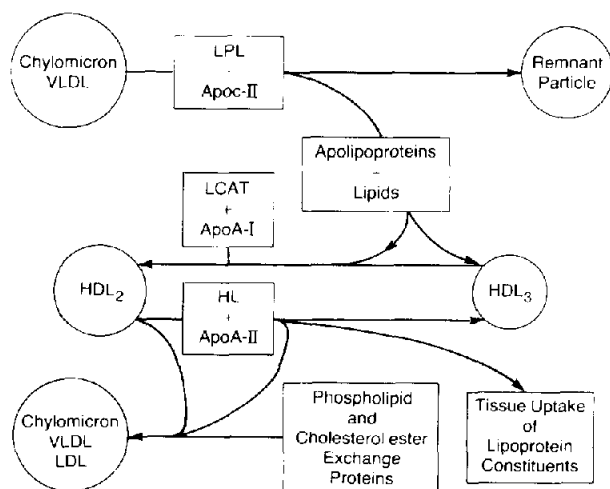 Chylomicron
VLDL
LPL
Apoc-II
Remnant
Particle
Apolipoproteins
Lipids
LCAT
+
ApoA-I
HDL₂
HL
+
ApoA-II
HDL₃
Chylomicron
VLDL
LDL
Phospholipid
and
Cholesterol ester
Exchange
Proteins
Tissue Uptake
of
Lipoprotein
Constituents